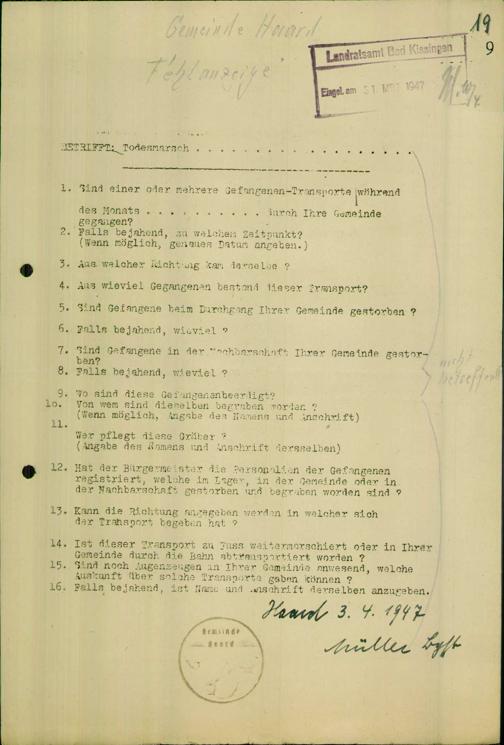 19
9
Gemeinde Haard
Fehlanzeige
Landratsamt Bad Kissingen
Eingel. am 31. MRZ. 1947
BETRIFFT: Todesmarsch . . . . . . . . . . . . . . . . . .
1. Sind einer oder mehrere Gefangenen-Transporte während
des Monats . . . . . . . . . . durch Ihre Gemeinde
gegangen?
2. Falls bejahend, zu welchem Zeitpunkt?
(Wenn möglich, genaues Datum angeben.)
3. Aus welcher Richtung kam derselbe ?
4. Aus wieviel Gegangenen bestand dieser Transport?
5. Sind Gefangene beim Durchgang Ihrer Gemeinde gestorben ?
6. Falls bejahend, wieviel ?
7. Sind Gefangene in der Nachbarschaft Ihrer Gemeinde gestor-
ben?
8. Falls bejahend, wieviel ?
nicht
betreffend
9. Wo sind diese Gefangenanbeerdigt?
10. Von wem sind dieselben begraben worden ?
(Wenn möglich, Angabe des Namens und Anschrift)
11.
Wer pflegt diese Gräber ?
(Angabe des Namens und Anschrift dersselben)
12. Hat der Bürgermeister die Personalien der Gefangenen
registriert, welche im Lager, in der Gemeinde oder in
der Nachbarschaft gestorben und begraben worden sind ?
13. Kann die Richtung angegeben werden in welcher sich
der Transport begeben hat ?
14. Ist dieser Transport zu Fuss weitermarschiert oder in Ihrer
Gemeinde durch die Bahn abtransportiert worden ?
15. Sind noch Augenzeugen in Ihrer Gemeinde anwesend, welche
Auskunft über solche Transporte geben können ?
16. Falls bejahend, ist Name und Anschrift derselben anzugeben.
Haard 3. 4. 1947
Müller Bgst
Gemeinde
Haard